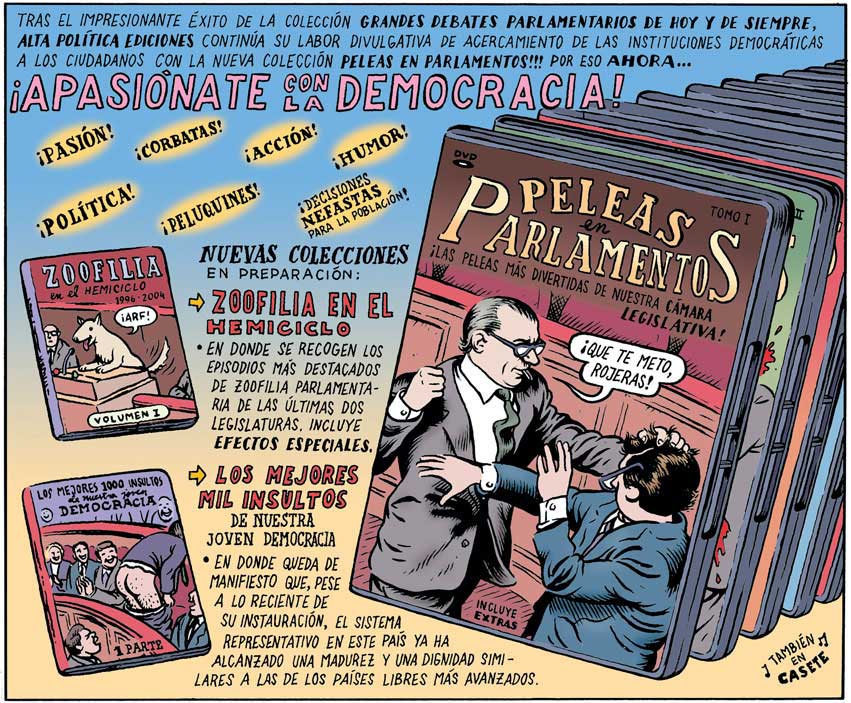 TRAS EL IMPRESIONANTE ÉXITO DE LA COLECCIÓN GRANDES DEBATES PARLAMENTARIOS DE HOY Y DE SIEMPRE,
ALTA POLÍTICA EDICIONES CONTINÚA SU LABOR DIVULGATIVA DE ACERCAMIENTO DE LAS INSTITUCIONES DEMOCRÁTICAS
A LOS CIUDADANOS CON LA NUEVA COLECCIÓN PELEAS EN PARLAMENTOS!!! POR ESO AHORA...
¡APASIÓNATE CON LA DEMOCRACIA!
¡PASIÓN!
¡CORBATAS!
¡ACCIÓN!
¡HUMOR!
¡POLÍTICA!
¡PELUQUINES!
¡DECISIONES
NEFASTAS
PARA LA POBLACIÓN!
ZOOFILIA
en el HEMICICLO
1996-2004
¡ARF!
VOLUMEN I
NUEVAS COLECCIONES
EN PREPARACIÓN:
ZOOFILIA EN EL
HEMICICLO
• EN DONDE SE RECOGEN LOS
EPISODIOS MÁS DESTACADOS
DE ZOOFILIA PARLAMENTA-
RIA DE LAS ÚLTIMAS DOS
LEGISLATURAS. INCLUYE
EFECTOS ESPECIALES.
LOS MEJORES 1000 INSULTOS
de nuestra joven
DEMOCRACIA
1ª PARTE
LOS MEJORES
MIL INSULTOS
DE NUESTRA
JOVEN DEMOCRACIA
• EN DONDE QUEDA DE
MANIFIESTO QUE, PESE
A LO RECIENTE DE
SU INSTAURACIÓN, EL SISTEMA
REPRESENTATIVO EN ESTE PAÍS YA HA
ALCANZADO UNA MADUREZ Y UNA DIGNIDAD SIMI-
LARES A LAS DE LOS PAÍSES LIBRES MÁS AVANZADOS.
DVD
PELEAS
en
PARLAMENTOS
TOMO I
¡LAS PELEAS MÁS DIVERTIDAS DE NUESTRA CÁMARA
LEGISLATIVA!
¡QUE TE METO,
ROJERAS!
INCLUYE
EXTRAS
II
S
TAMBIÉN
EN
CASETE